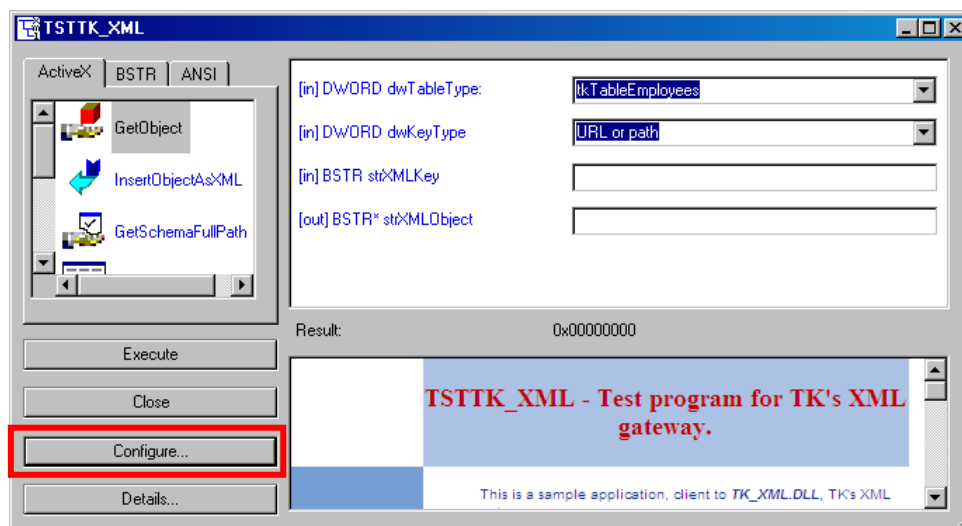 TSTTK_XML
ActiveX BSTR ANSI
GetObject
InsertObjectAsXML
GetSchemaFullPath
[in] DWORD dwTableType: tkTableEmployees
[in] DWORD dwKeyType URL or path
[in] BSTR strXMLKey
[out] BSTR* strXMLObject
Result: 0x00000000
Execute
Close
Configure...
Details...
TSTTK_XML - Test program for TK's XML
gateway.
This is a sample application, client to TK_XML.DLL, TK's XML